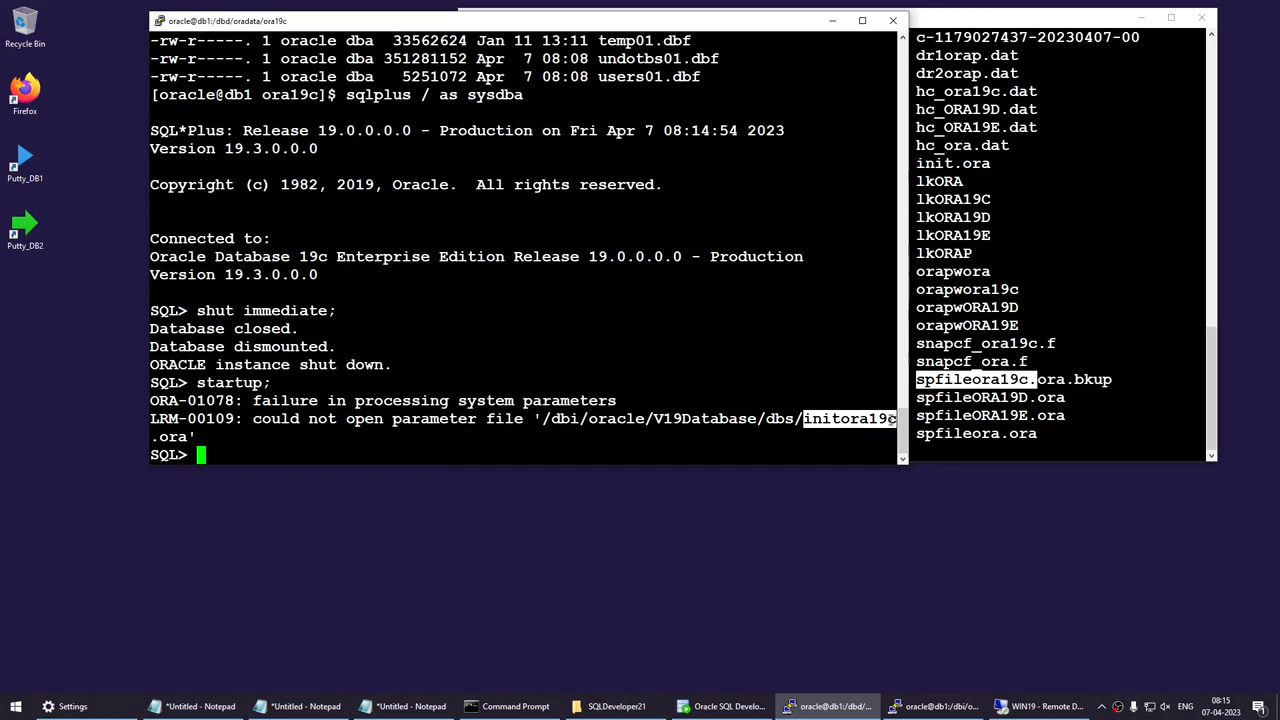 oracle@db1:/dbd/oradata/ora19c
-rw-r-----. 1 oracle dba  33562624 Jan 11 13:11 temp01.dbf
-rw-r-----. 1 oracle dba 351281152 Apr  7 08:08 undotbs01.dbf
-rw-r-----. 1 oracle dba   5251072 Apr  7 08:08 users01.dbf
[oracle@db1 ora19c]$ sqlplus / as sysdba
SQL*Plus: Release 19.0.0.0.0 - Production on Fri Apr 7 08:14:54 2023
Version 19.3.0.0.0
Copyright (c) 1982, 2019, Oracle.  All rights reserved.
Connected to:
Oracle Database 19c Enterprise Edition Release 19.0.0.0.0 - Production
Version 19.3.0.0.0
SQL> shut immediate;
Database closed.
Database dismounted.
ORACLE instance shut down.
SQL> startup;
ORA-01078: failure in processing system parameters
LRM-00109: could not open parameter file '/dbi/oracle/V19Database/dbs/initora19c
.ora'
SQL>
c-1179027437-20230407-00
dr1orap.dat
dr2orap.dat
hc_ora19c.dat
hc_ORA19D.dat
hc_ORA19E.dat
hc_ora.dat
init.ora
lkORA
lkORA19C
lkORA19D
lkORA19E
lkORAP
orapwora
orapwora19c
orapwORA19D
orapwORA19E
snapcf_ora19c.f
snapcf_ora.f
spfileora19c.ora.bkup
spfileORA19D.ora
spfileORA19E.ora
spfileora.ora
Recycle Bin
Firefox
Putty_DB1
Putty_DB2
Settings
*Untitled - Notepad
*Untitled - Notepad
*Untitled - Notepad
Command Prompt
SQLDeveloper21
Oracle SQL Develo...
oracle@db1:/dbd/...
oracle@db1:/dbi/o...
WIN19 - Remote D...
ENG
08:15
07-04-2023
1